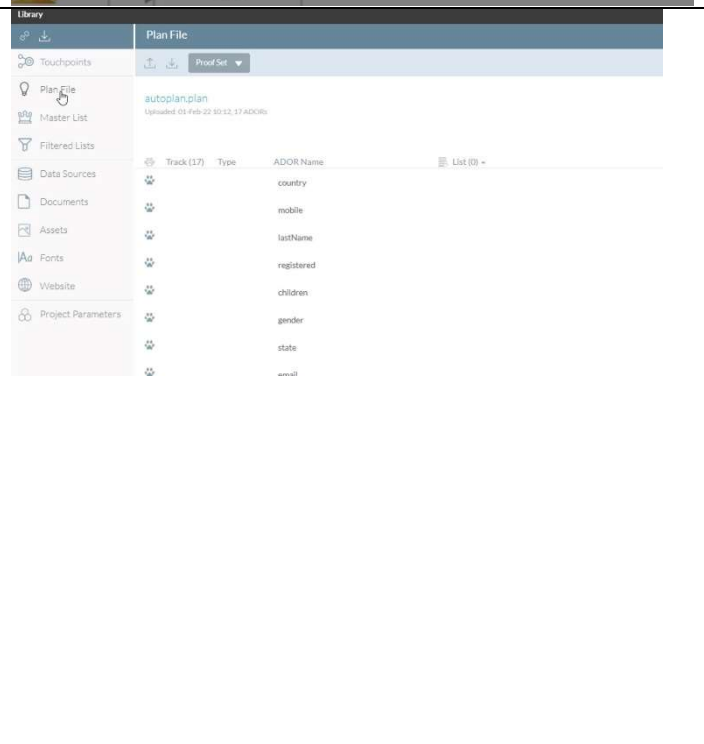 Library
Plan File
Touchpoints
Proof Set
Plan File
autoplan.plan
Uploaded: 01-Feb-22 10:12, 17 ADORs
Master List
Filtered Lists
Track (17) Type ADOR Name List (0)
Data Sources
country
Documents
mobile
Assets
lastName
Aa Fonts
registered
Website
children
Project Parameters
gender
state
email